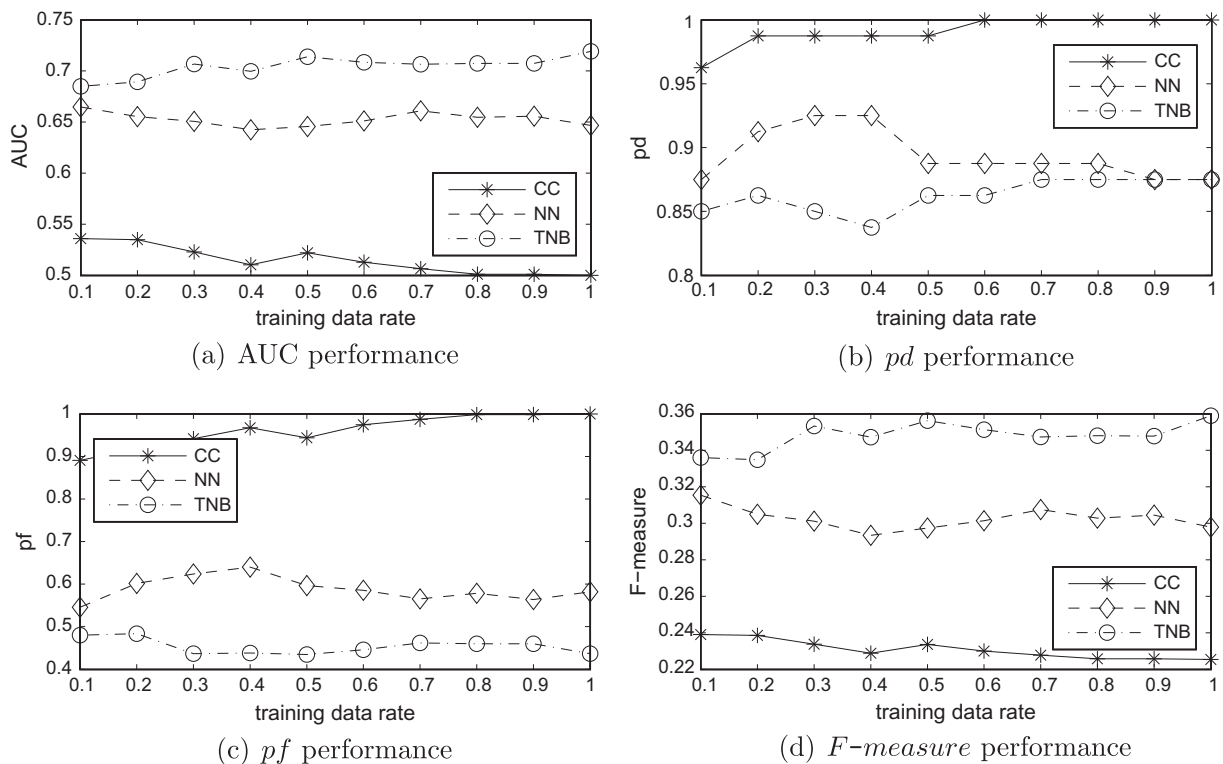 0.75
0.7
0.65
0.6
0.55
0.5
AUC
CC
NN
TNB
0.1 0.2 0.3 0.4 0.5 0.6 0.7 0.8 0.9 1
training data rate
(a) AUC performance
1
0.95
0.9
0.85
0.8
pd
CC
NN
TNB
0.1 0.2 0.3 0.4 0.5 0.6 0.7 0.8 0.9 1
training data rate
(b) pd performance
1
0.9
0.8
0.7
0.6
0.5
0.4
pf
CC
NN
TNB
0.1 0.2 0.3 0.4 0.5 0.6 0.7 0.8 0.9 1
training data rate
(c) pf performance
0.36
0.34
0.32
0.3
0.28
0.26
0.24
0.22
F-measure
CC
NN
TNB
0.1 0.2 0.3 0.4 0.5 0.6 0.7 0.8 0.9 1
training data rate
(d) F-measure performance